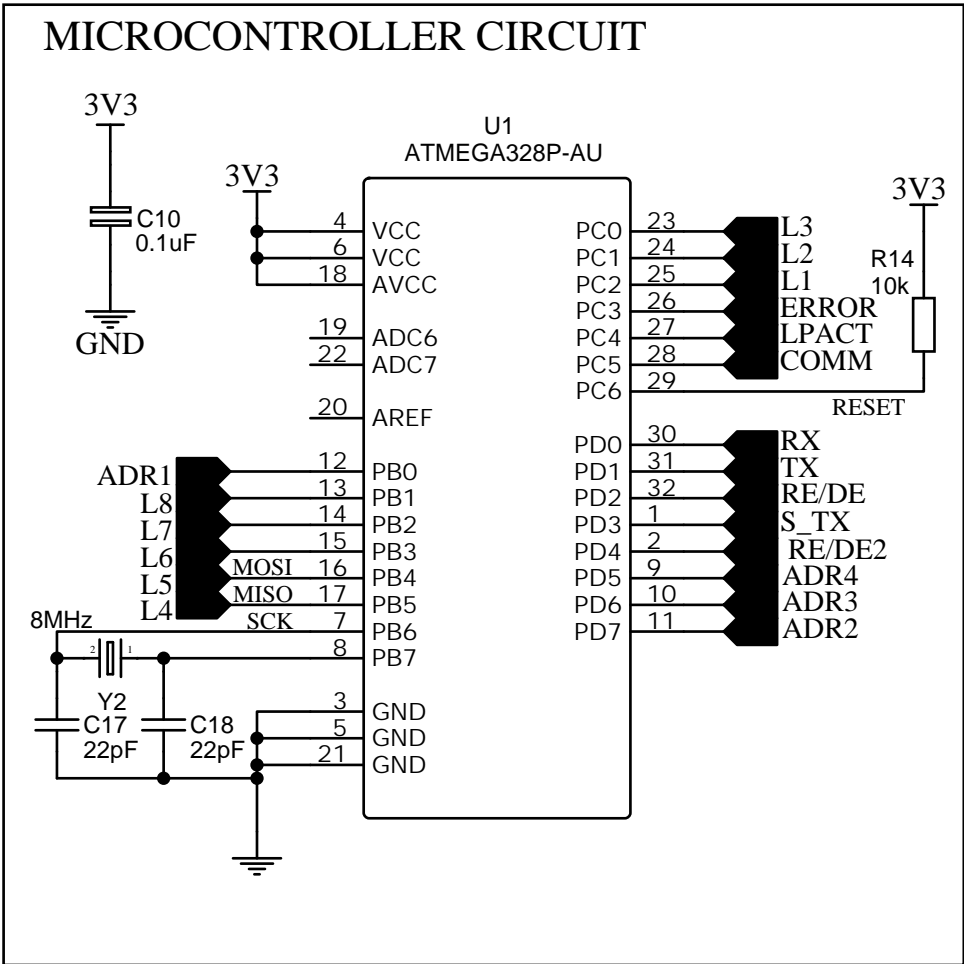 MICROCONTROLLER CIRCUIT
3V3
C10
0.1uF
GND
3V3
U1
ATMEGA328P-AU
4 VCC
6 VCC
18 AVCC
19 ADC6
22 ADC7
20 AREF
ADR1 12 PB0
L8 13 PB1
L7 14 PB2
L6 15 PB3
L5 MOSI 16 PB4
L4 MISO 17 PB5
SCK 7 PB6
8 PB7
8MHz
2 1
Y2
C17
22pF
C18
22pF
3 GND
5 GND
21 GND
PC0 23 L3
PC1 24 L2
PC2 25 L1
PC3 26 ERROR
PC4 27 LPACT
PC5 28 COMM
PC6 29
RESET
3V3
R14
10k
PD0 30 RX
PD1 31 TX
PD2 32 RE/DE
PD3 1 S_TX
PD4 2 RE/DE2
PD5 9 ADR4
PD6 10 ADR3
PD7 11 ADR2